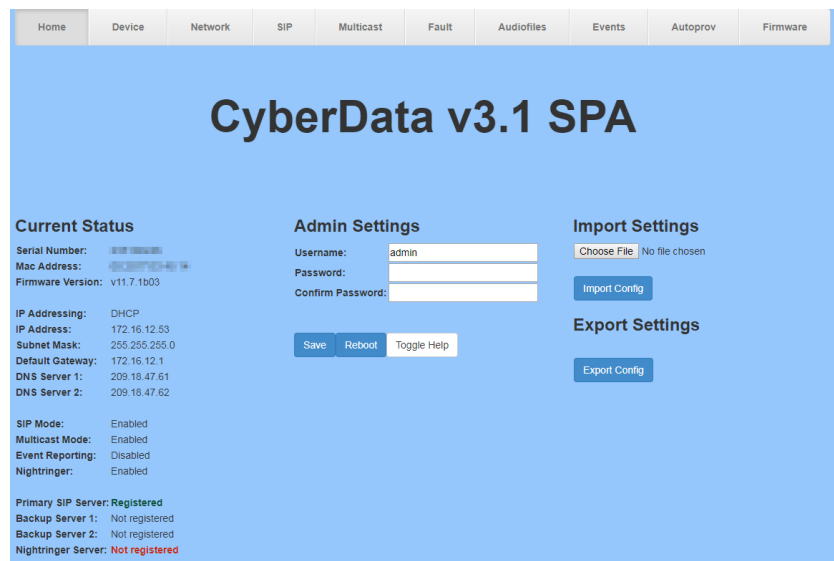 Home Device Network SIP Multicast Fault Audiofiles Events Autoprov Firmware
CyberData v3.1 SPA
Current Status
Serial Number:
Mac Address:
Firmware Version: v11.7.1b03
IP Addressing: DHCP
IP Address: 172.16.12.53
Subnet Mask: 255.255.255.0
Default Gateway: 172.16.12.1
DNS Server 1: 209.18.47.61
DNS Server 2: 209.18.47.62
SIP Mode: Enabled
Multicast Mode: Enabled
Event Reporting: Disabled
Nightringer: Enabled
Primary SIP Server: Registered
Backup Server 1: Not registered
Backup Server 2: Not registered
Nightringer Server: Not registered
Admin Settings
Username: admin
Password:
Confirm Password:
Save Reboot Toggle Help
Import Settings
Choose File No file chosen
Import Config
Export Settings
Export Config